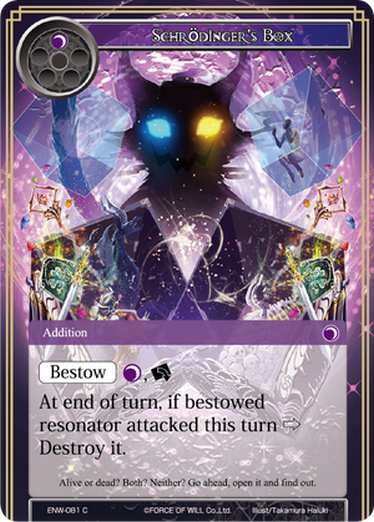 Schrödinger's Box
Addition
Bestow ,
At end of turn, if bestowed
resonator attacked this turn ⇨
Destroy it.
Alive or dead? Both? Neither? Go ahead, open it and find out.
ENW-081 C ©FORCE OF WILL Co.,Ltd. Illust/Takamura Haluki